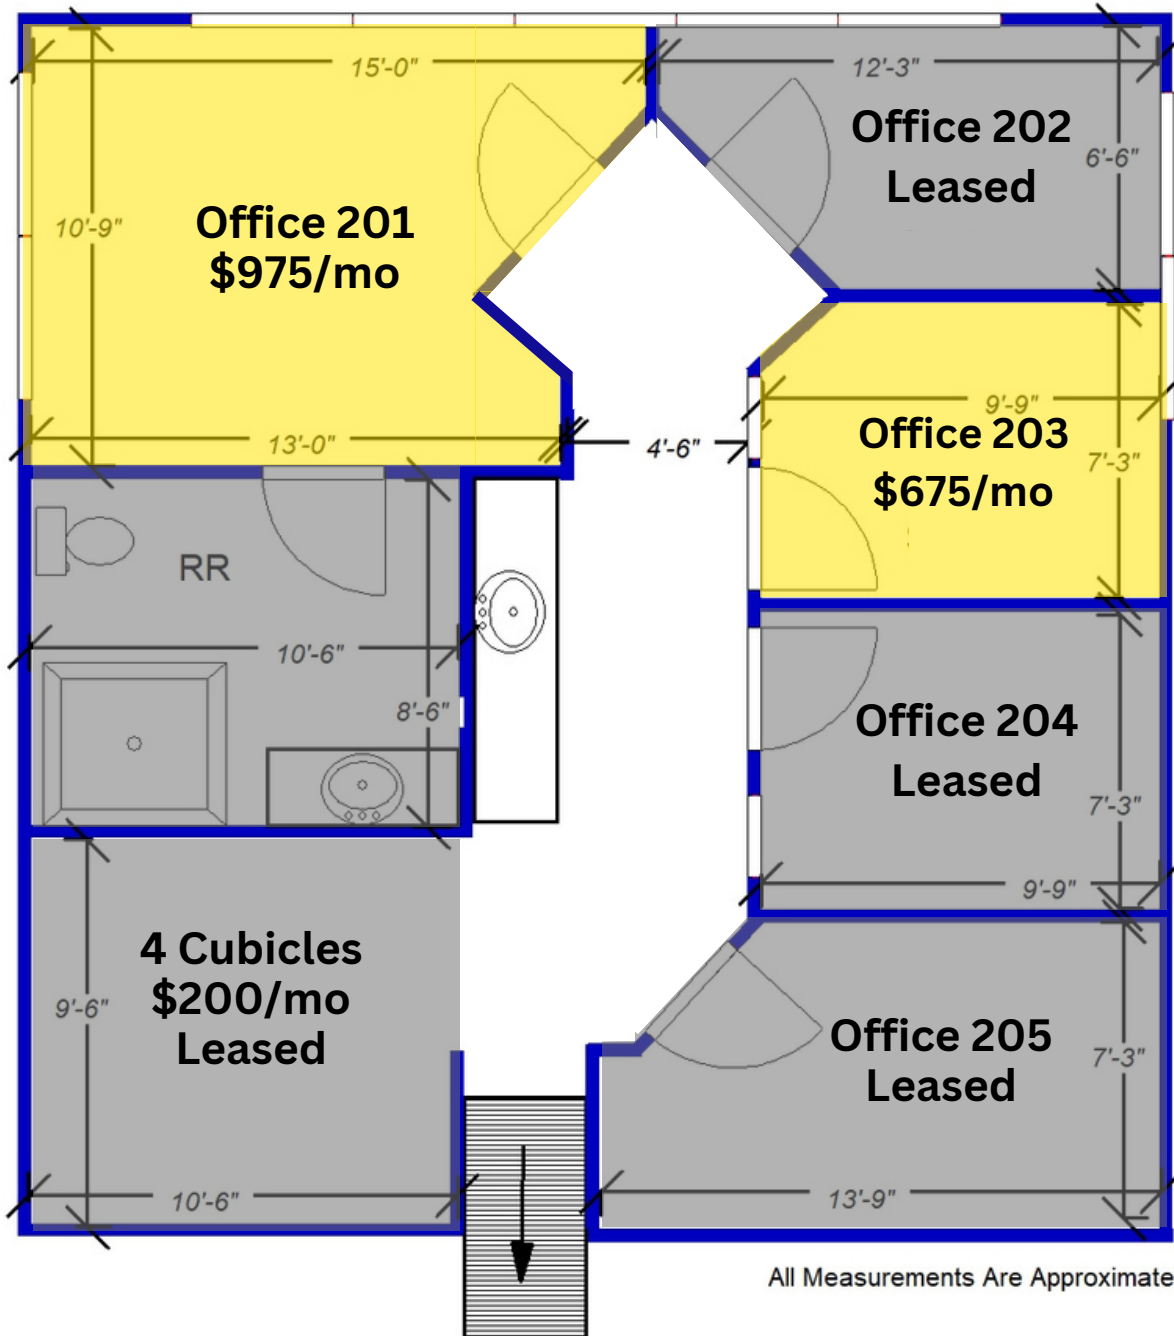 15'-0"
12'-3"
Office 202
Leased
6'-6"
10'-9"
Office 201
$975/mo
9'-9"
13'-0"
4'-6"
Office 203
$675/mo
7'-3"
RR
10'-6"
8'-6"
Office 204
Leased
7'-3"
9'-9"
4 Cubicles
$200/mo
Leased
9'-6"
Office 205
Leased
7'-3"
10'-6"
13'-9"
All Measurements Are Approximate